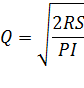 Q = √(2RS/PI)